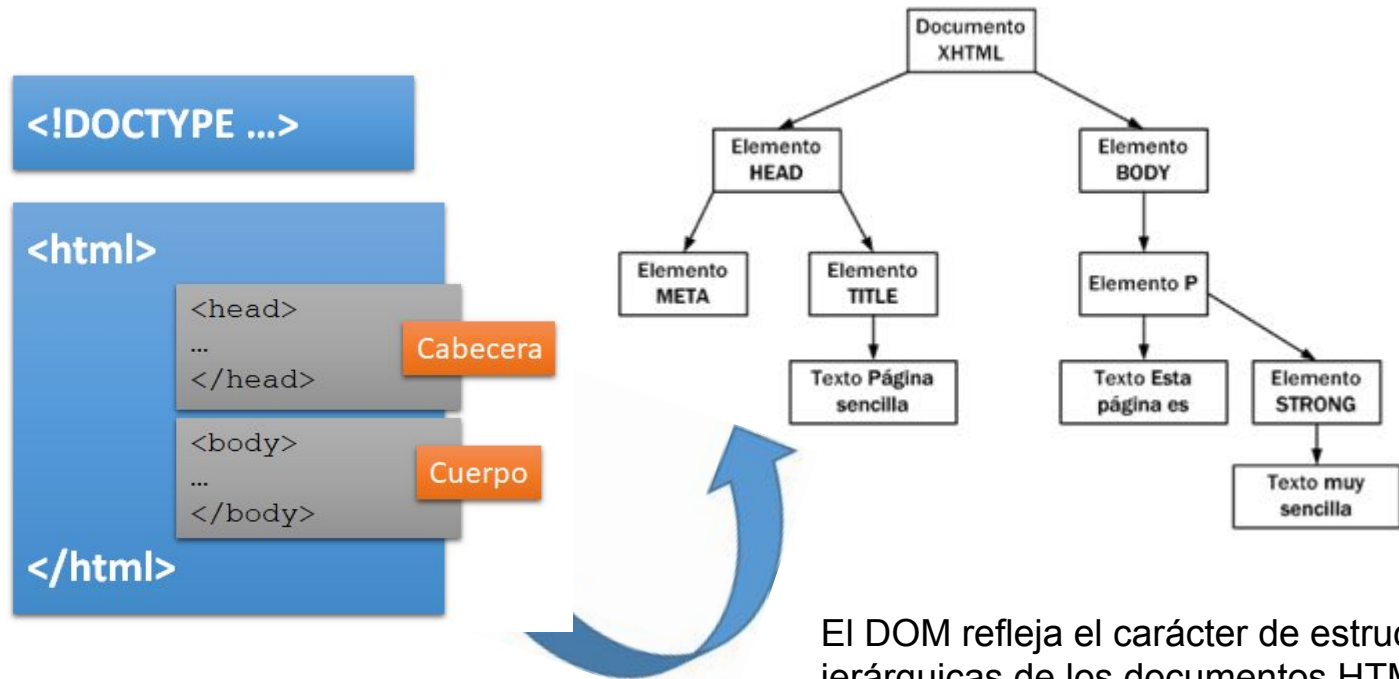 <!DOCTYPE ...>
<html>
<head>
…
</head>
Cabecera
<body>
…
</body>
Cuerpo
</html>
Documento
XHTML
Elemento
HEAD
Elemento
BODY
Elemento
META
Elemento
TITLE
Elemento P
Texto Página
sencilla
Texto Esta
página es
Elemento
STRONG
Texto muy
sencilla
El DOM refleja el carácter de
jerárquicas de los documentos